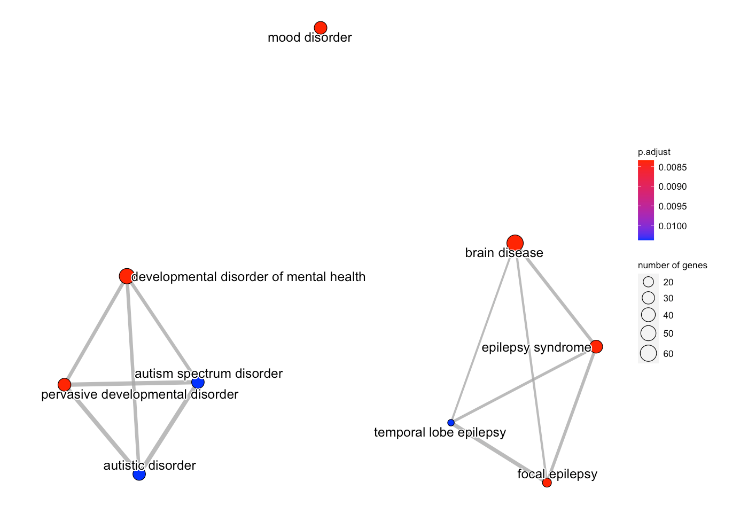 mood disorder
p.adjust
0.0085
0.0090
0.0095
0.0100
brain disease
number of genes
20
30
40
50
60
developmental disorder of mental health
epilepsy syndrome
autism spectrum disorder
pervasive developmental disorder
temporal lobe epilepsy
autistic disorder
focal epilepsy